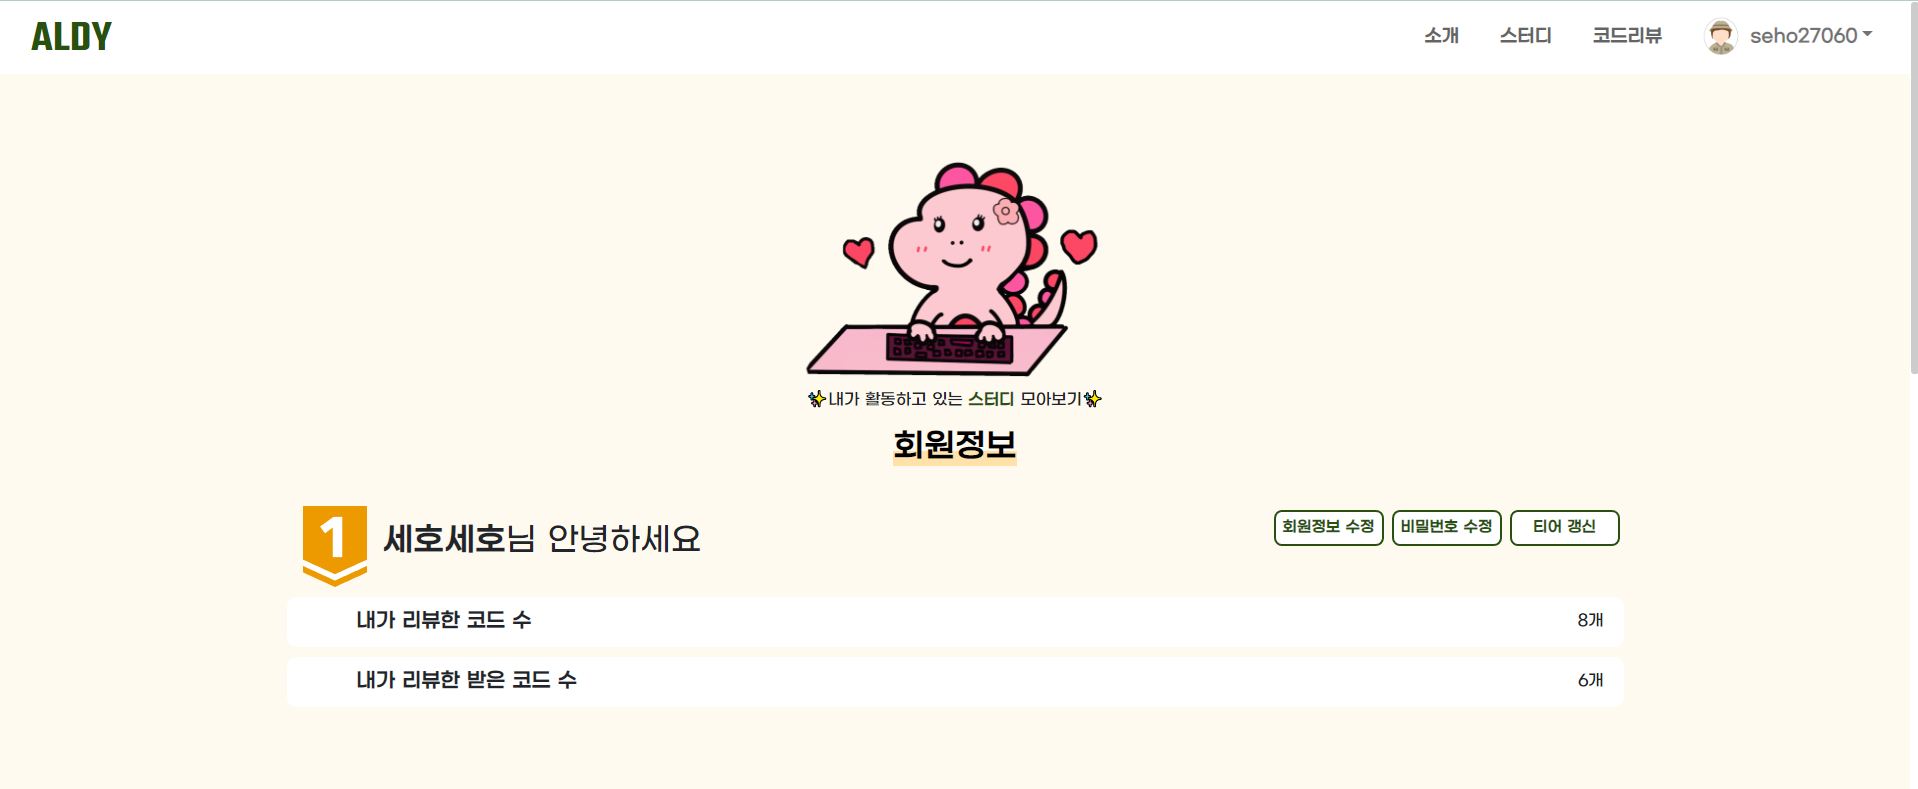 ALDY 소개 스터디 코드리뷰 seho27060
✨내가 활동하고 있는 스터디 모아보기✨
회원정보
1 세호세호님 안녕하세요 회원정보 수정 비밀번호 수정 티어 갱신
내가 리뷰한 코드 수 8개
내가 리뷰한 받은 코드 수 6개